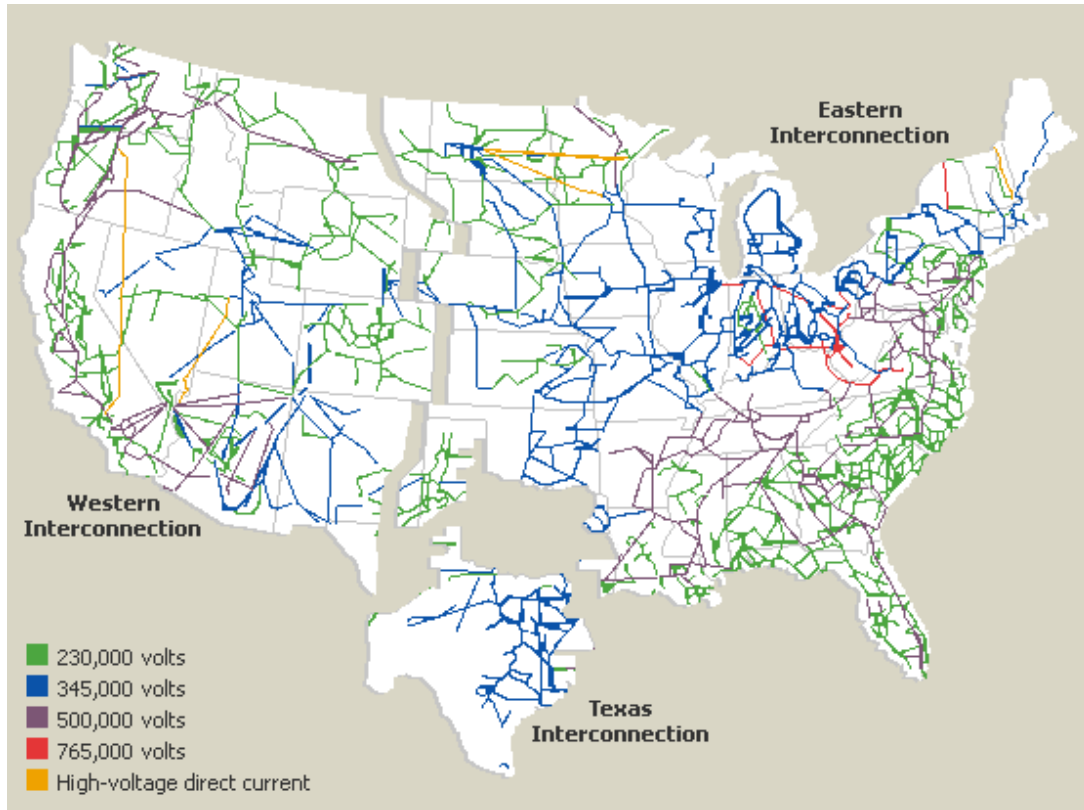 Eastern
Interconnection
Western
Interconnection
230,000 volts
345,000 volts
500,000 volts
765,000 volts
High-voltage direct current
Texas
Interconnection